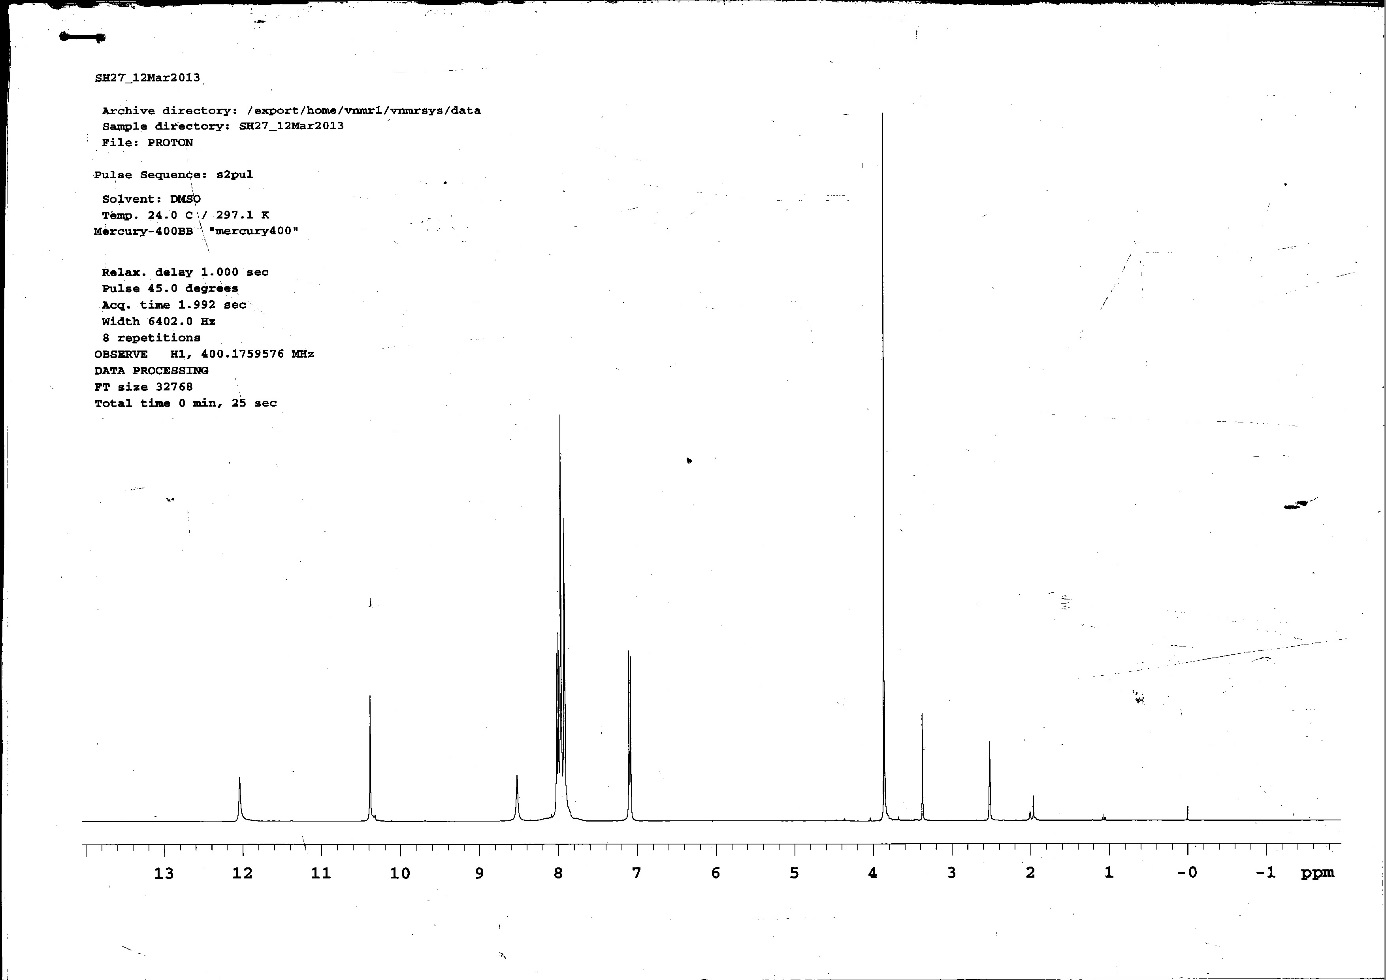 SH27_12Mar2013
Archive directory: /export/home/vnmr1/vnmrsys/data
Sample directory: SH27_12Mar2013
File: PROTON
Pulse Sequence: s2pul
Solvent: DMSO
Temp. 24.0 C / 297.1 K
Mercury-400BB "mercury400"
Relax. delay 1.000 sec
Pulse 45.0 degrees
Acq. time 1.992 sec
Width 6402.0 Hz
8 repetitions
OBSERVE H1, 400.1759576 MHz
DATA PROCESSING
FT size 32768
Total time 0 min, 25 sec
13 12 11 10 9 8 7 6 5 4 3 2 1 -0 -1 ppm